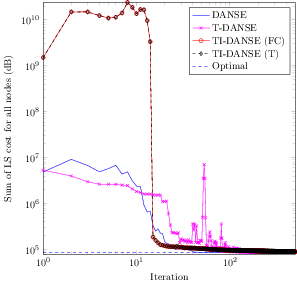 Sum of LS cost for all nodes (dB)
10^10
10^9
10^8
10^7
10^6
10^5
10^0
10^1
10^2
Iteration
DANSE
T-DANSE
TI-DANSE (FC)
TI-DANSE (T)
Optimal